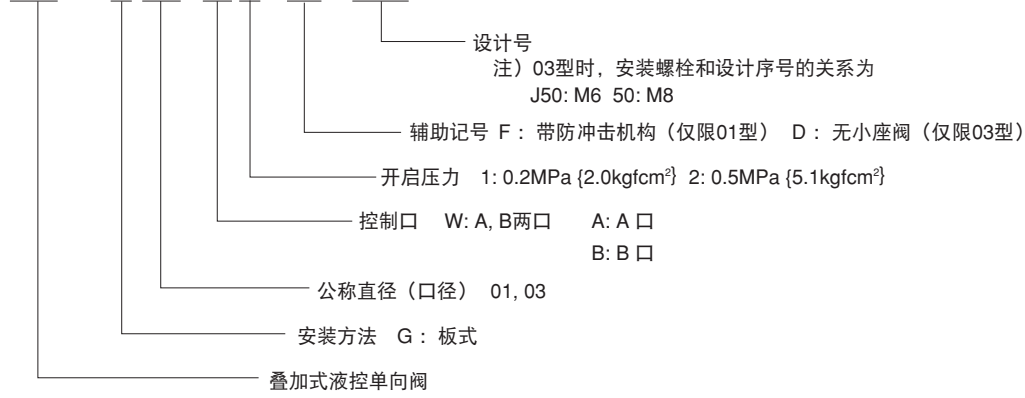 设计号
注）03型时，安装螺栓和设计序号的关系为
J50: M6 50: M8
辅助记号 F： 带防冲击机构（仅限01型） D： 无小座阀（仅限03型）
开启压力 1: 0.2MPa {2.0kgfcm²} 2: 0.5MPa {5.1kgfcm²}
控制口 W: A, B两口 A: A 口
B: B 口
公称直径（口径） 01, 03
安装方法 G： 板式
叠加式液控单向阀